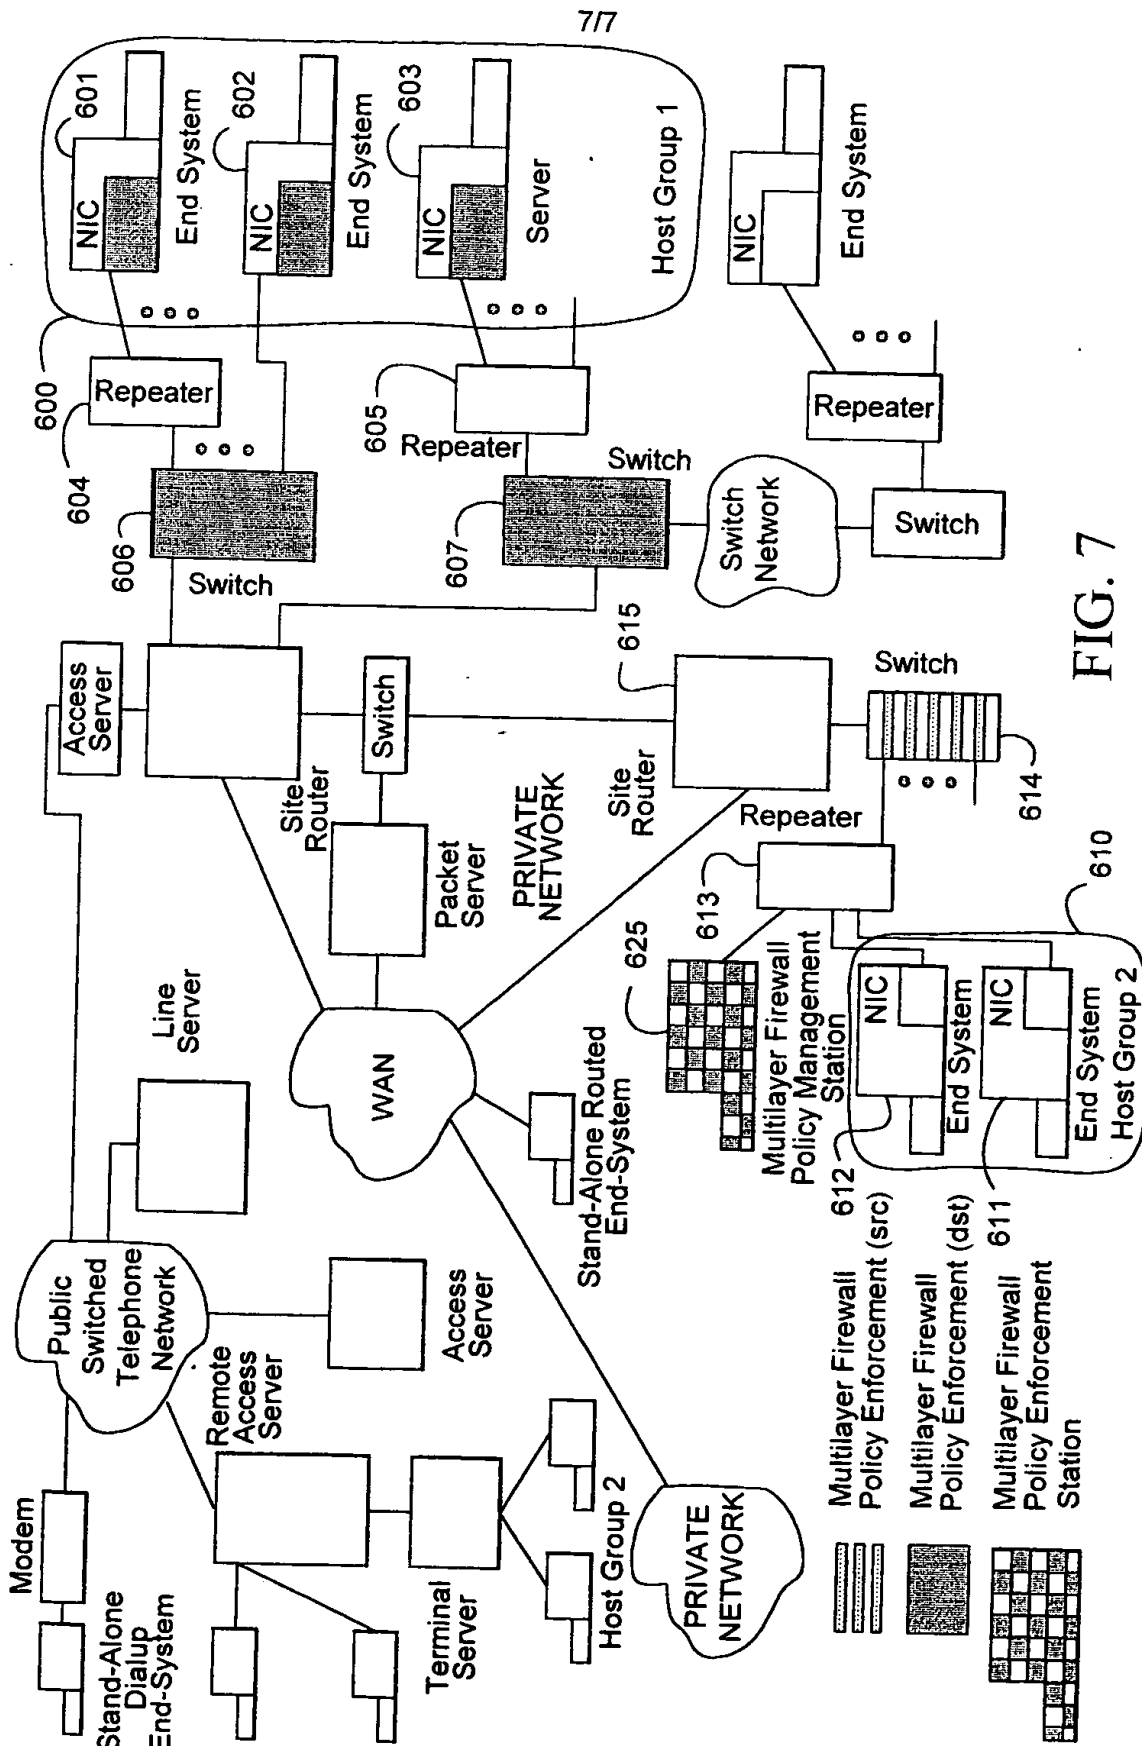 7/7
601
NIC
End System
602
NIC
End System
603
NIC
Server
Host Group 1
600
Repeater
604
606
Switch
605
Repeater
607
Switch
NIC
End System
Repeater
Switch
Network
Switch
Access
Server
Site
Router
Switch
Packet
Server
PRIVATE
NETWORK
615
Site
Router
Switch
614
Repeater
613
625
Multilayer Firewall
Policy Management
Station
610
NIC
End System
612
NIC
End System
Host Group 2
611
Line
Server
WAN
Stand-Alone Routed
End-System
Public
Switched
Telephone
Network
Access
Server
Remote
Access
Server
Modem
Stand-Alone
Dialup
End-System
Terminal
Server
Host Group 2
PRIVATE
NETWORK
Multilayer Firewall
Policy Enforcement (src)
Multilayer Firewall
Policy Enforcement (dst)
Multilayer Firewall
Policy Enforcement
Station
FIG. 7